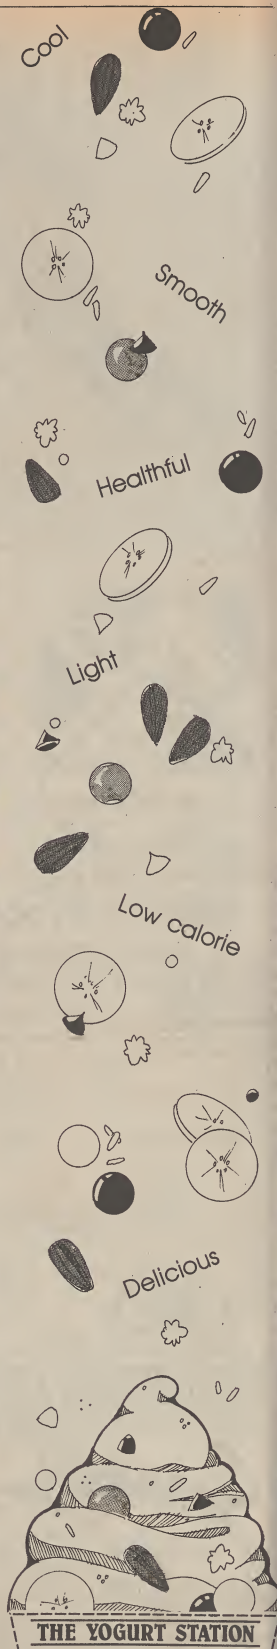 Cool
Smooth
Healthful
Light
Low calorie
Delicious
THE YOGURT STATION